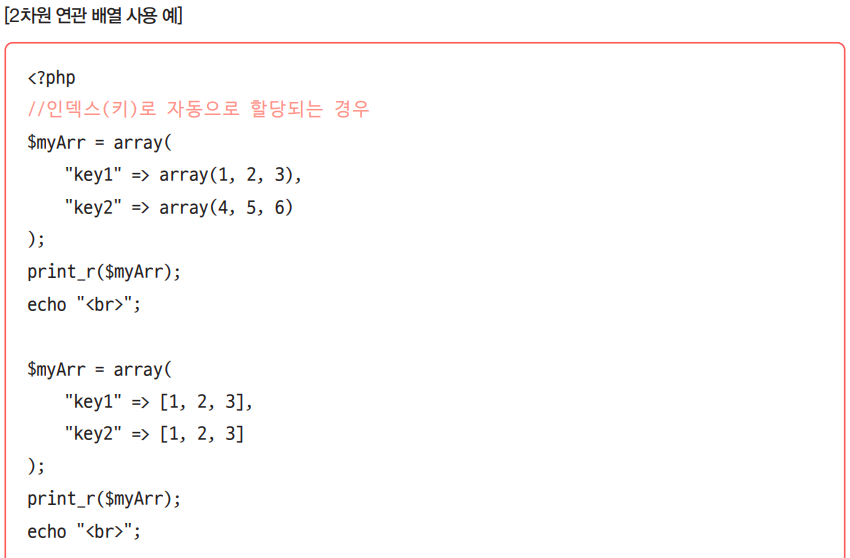 [2차원 연관 배열 사용 예]
<?php
//인덱스(키)로 자동으로 할당되는 경우
$myArr = array(
    "key1" => array(1, 2, 3),
    "key2" => array(4, 5, 6)
);
print_r($myArr);
echo "<br>";

$myArr = array(
    "key1" => [1, 2, 3],
    "key2" => [1, 2, 3]
);
print_r($myArr);
echo "<br>";